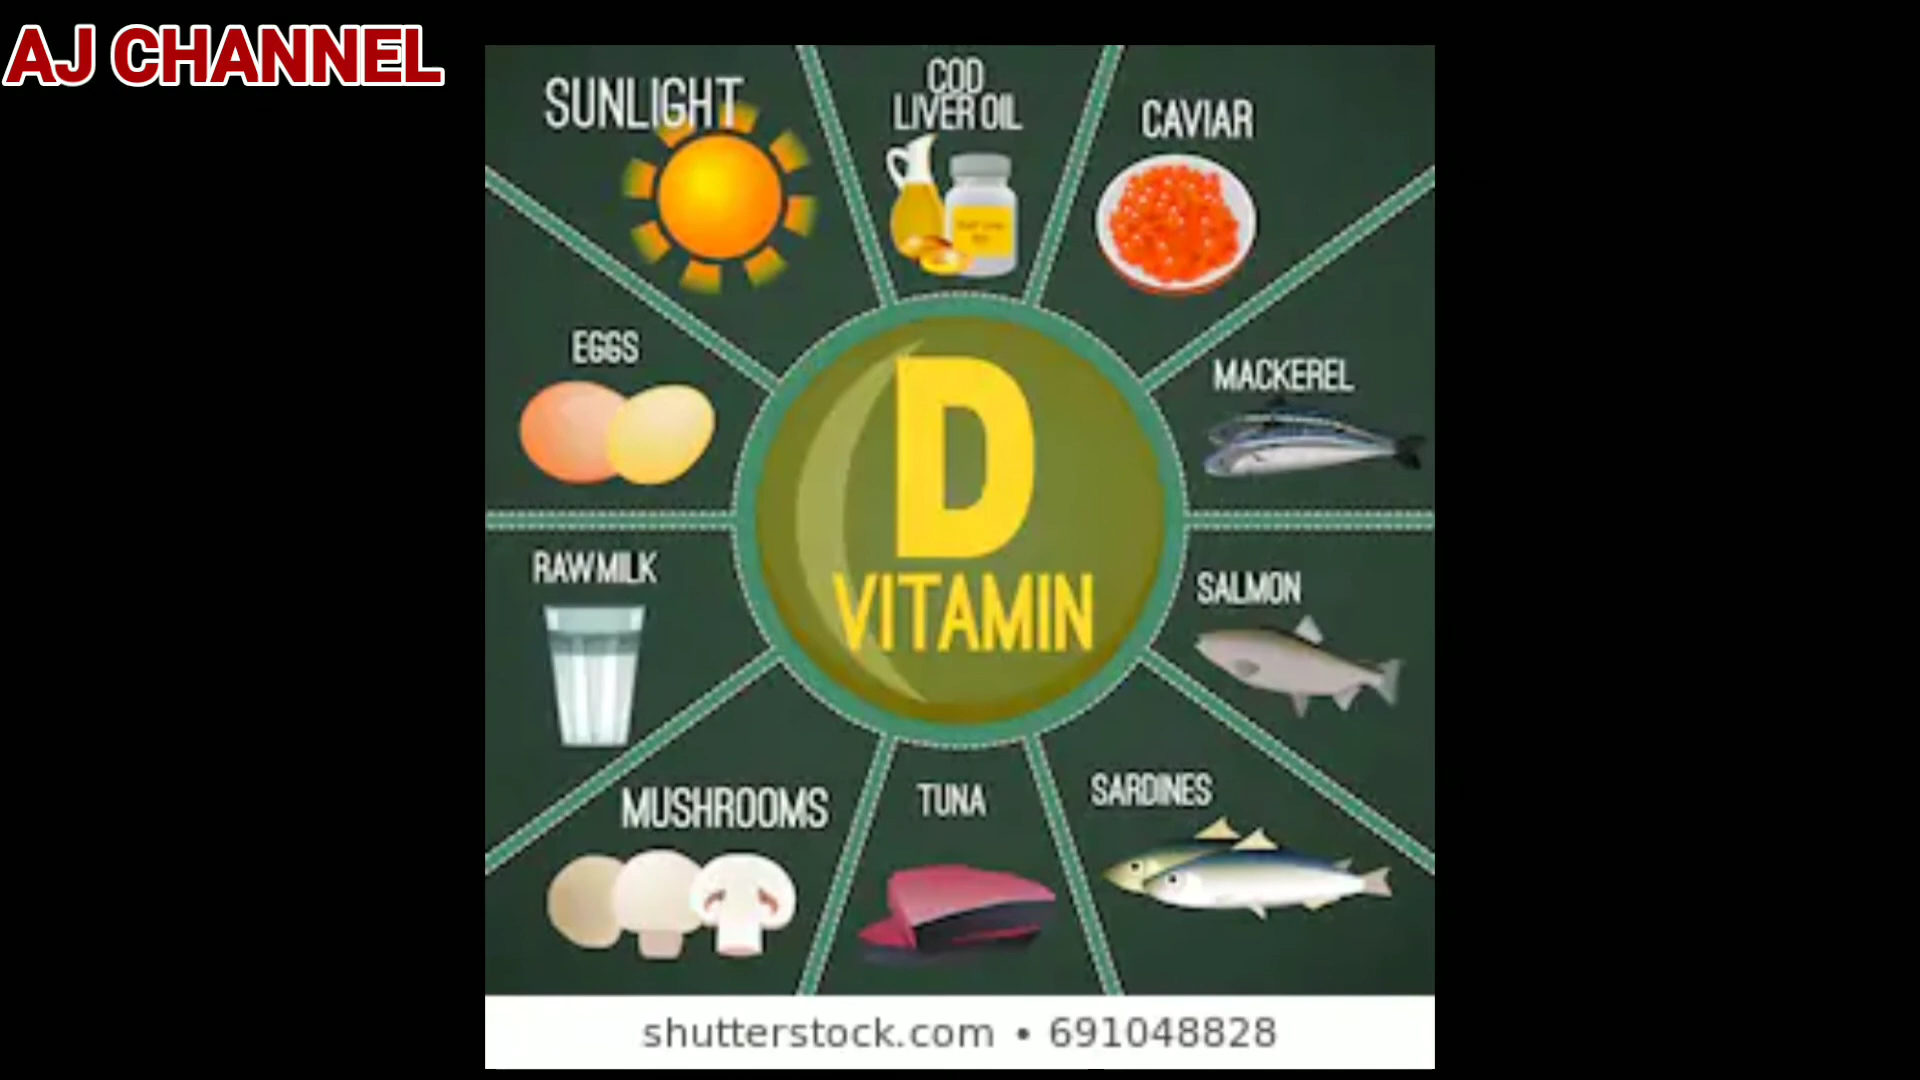 AJ CHANNEL
SUNLIGHT
COD
LIVER OIL
CAVIAR
EGGS
MACKEREL
D
VITAMIN
RAW MILK
SALMON
MUSHROOMS
TUNA
SARDINES
shutterstock.com • 691048828